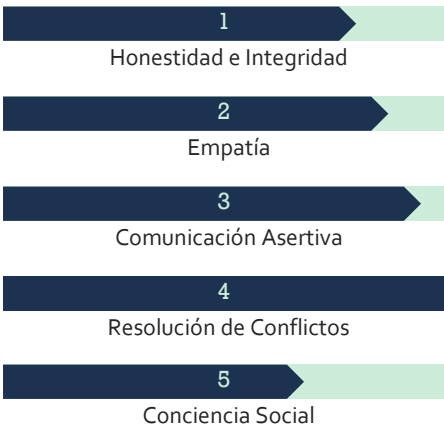 1
Honestidad e Integridad
2
Empatía
3
Comunicación Asertiva
4
Resolución de Conflictos
5
Conciencia Social